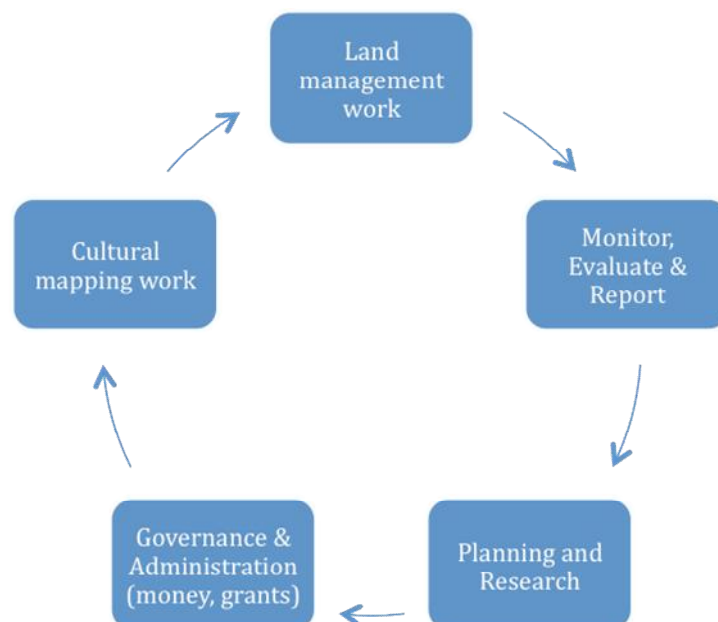 Land
management
work
Monitor,
Evaluate &
Report
Planning and
Research
Governance &
Administration
(money, grants)
Cultural
mapping work